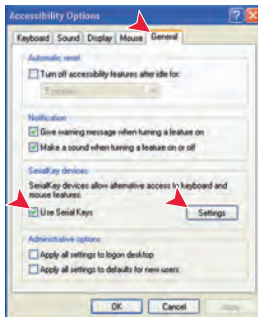 Accessibility Options
Keyboard Sound Display Mouse General
Automatic reset
Turn off accessibility features after idle for:
Notification
Give warning message when turning a feature on
Make a sound when turning a feature on or off
SerialKey devices
SerialKey devices allow alternative access to keyboard and
mouse features.
Use Serial Keys
Settings
Administrative options
Apply all settings to logon desktop
Apply all settings to defaults for new users
OK Cancel Apply